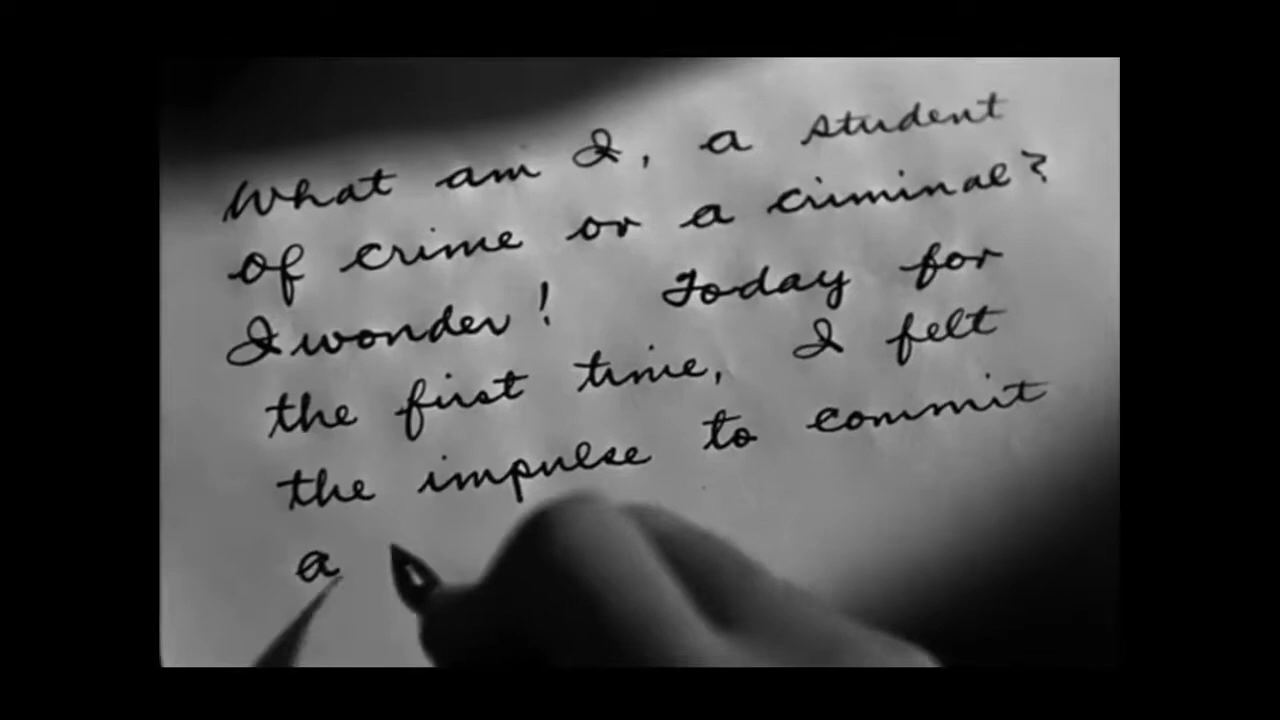 What am I, a student
of crime or a criminal?
I wonder! Today for
the first time, I felt
the impulse to commit
a